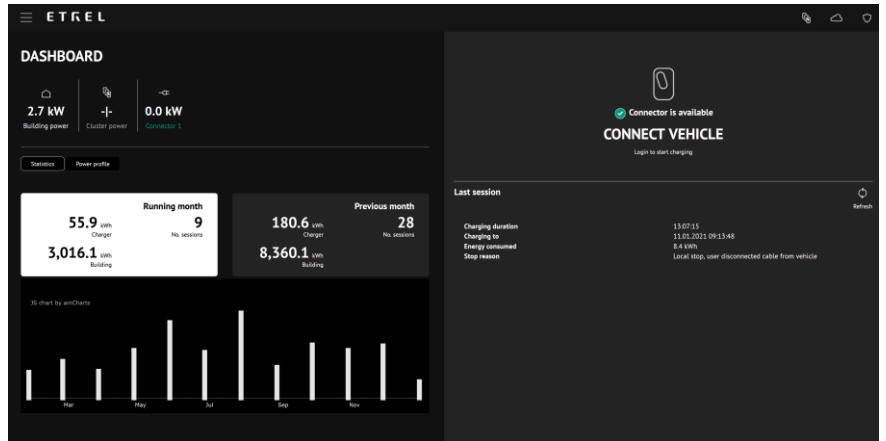 ETREL
DASHBOARD
2.7 kW
Building power
-|-
Cluster power
0.0 kW
Connector 1
Statistics
Power profile
Running month
55.9 kWh
Charger
9
No. sessions
3,016.1 kWh
Building
Previous month
180.6 kWh
Charger
28
No. sessions
8,360.1 kWh
Building
JS chart by amCharts
Mar May Jul Sep Nov
Connector is available
CONNECT VEHICLE
Login to start charging
Last session
Refresh
Charging duration 13:07:15
Charging to 11.01.2021 09:13:48
Energy consumed 8.4 kWh
Stop reason Local stop, user disconnected cable from vehicle